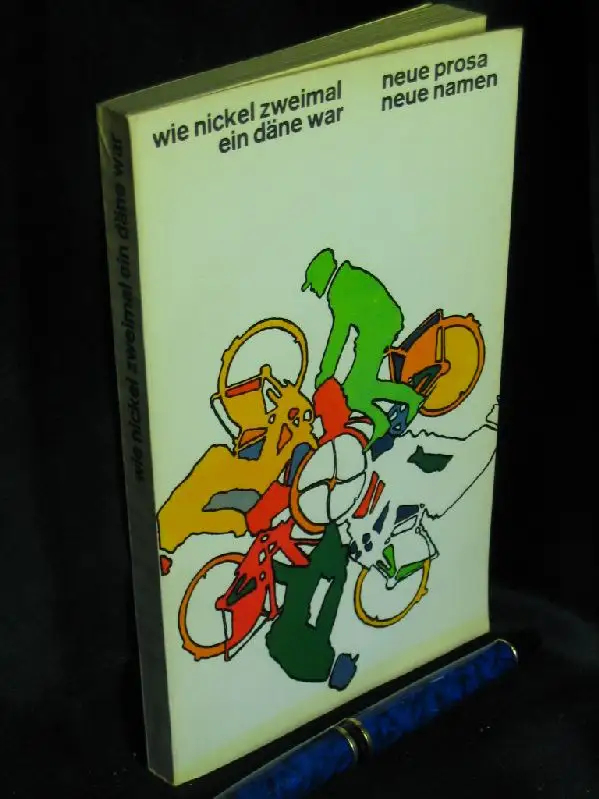 wie nickel zweimal
ein däne war
neue prosa
neue namen
wie nickel zweimal ein däne war